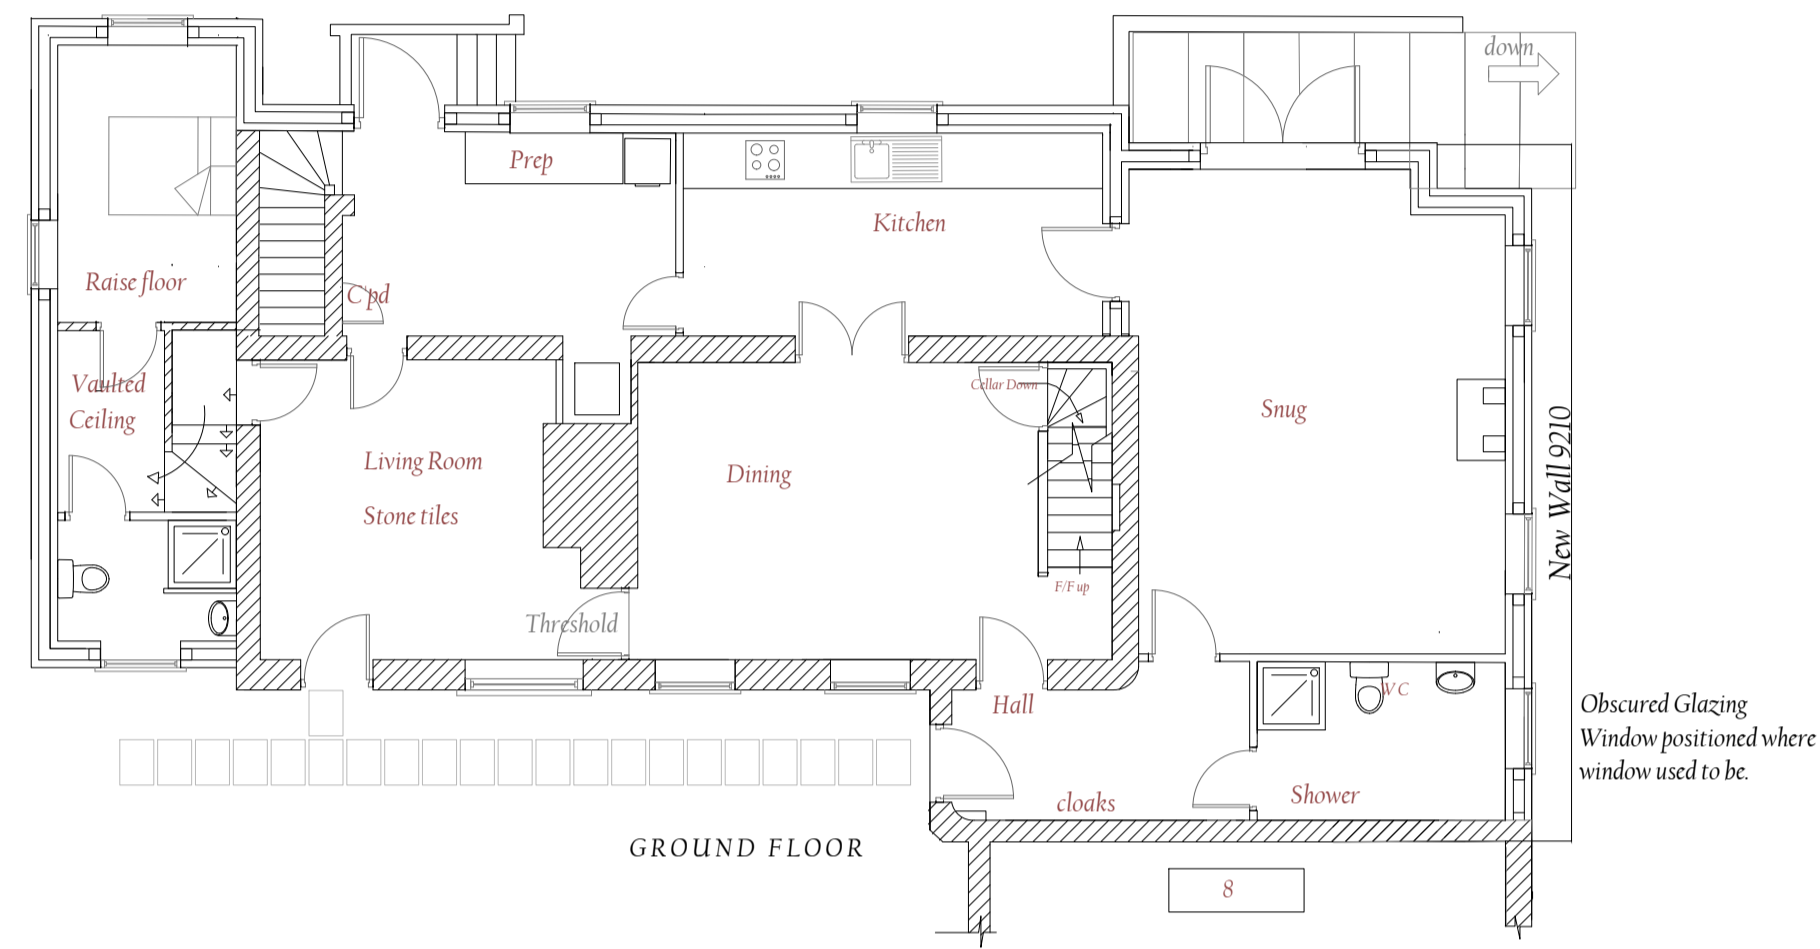 down
Prep
Kitchen
Raise floor
C'pd
Vaulted
Ceiling
Cellar Down
Snug
Living Room
Dining
Stone tiles
New Wall 9210
F/F up
Threshold
Hall
WC
Obscured Glazing
Window positioned where
window used to be.
Shower
cloaks
GROUND FLOOR
8